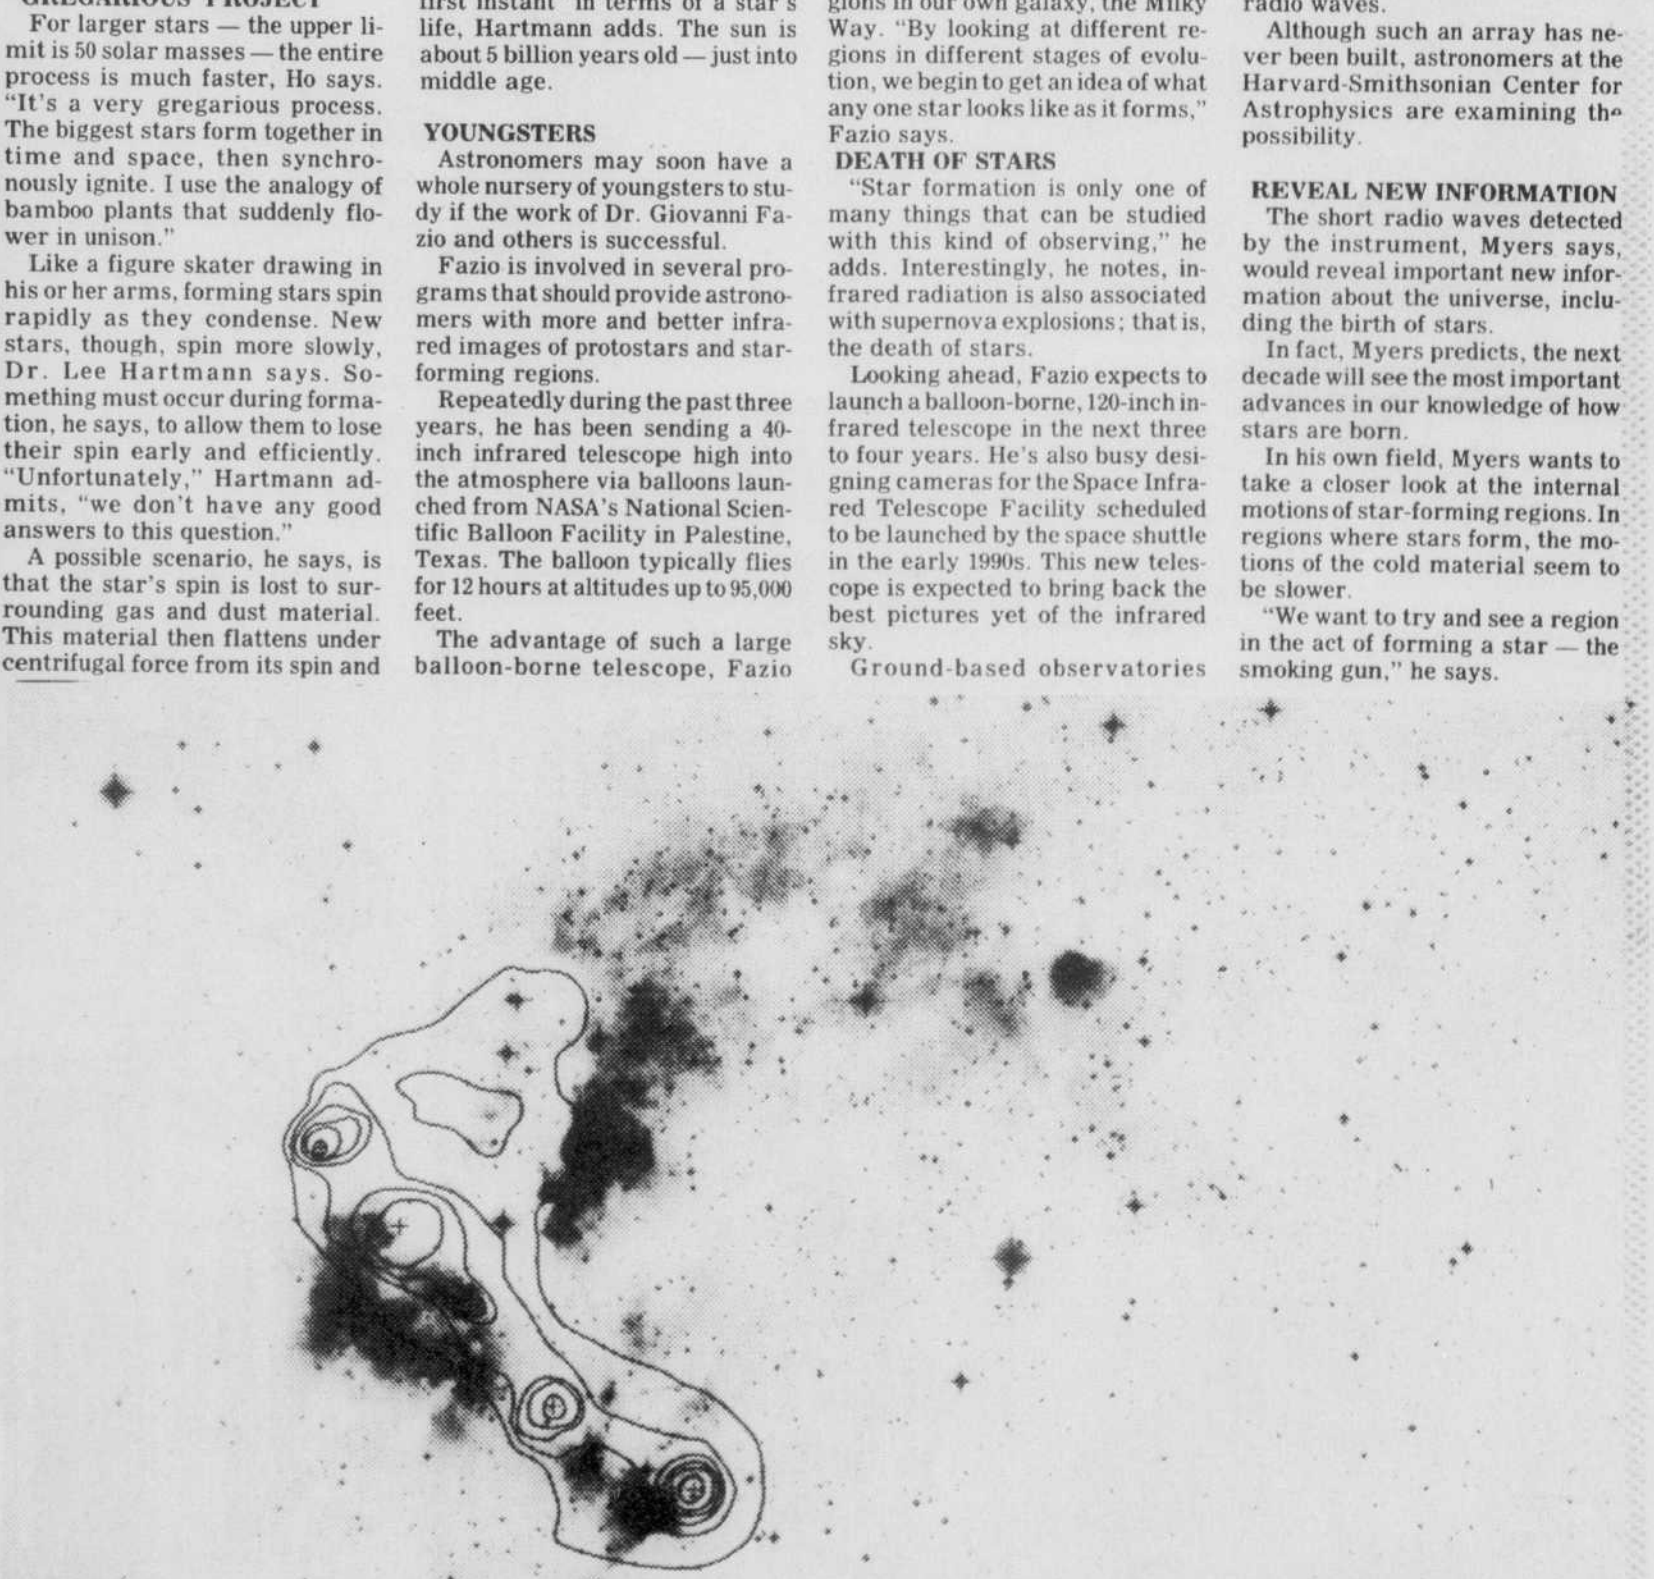 GREGARIOUS PROJECT
For larger stars — the upper li-
mit is 50 solar masses — the entire
process is much faster, Ho says.
“It's a very gregarious process.
The biggest stars form together in
time and space, then synchro-
nously ignite. I use the analogy of
bamboo plants that suddenly flo-
wer in unison.”
Like a figure skater drawing in
his or her arms, forming stars spin
rapidly as they condense. New
stars, though, spin more slowly,
Dr. Lee Hartmann says. So-
mething must occur during forma-
tion, he says, to allow them to lose
their spin early and efficiently.
“Unfortunately,” Hartmann ad-
mits, “we don't have any good
answers to this question.”
A possible scenario, he says, is
that the star's spin is lost to sur-
rounding gas and dust material.
This material then flattens under
centrifugal force from its spin and
first instant in terms of a star's
life, Hartmann adds. The sun is
about 5 billion years old — just into
middle age.
YOUNGSTERS
Astronomers may soon have a
whole nursery of youngsters to stu-
dy if the work of Dr. Giovanni Fa-
zio and others is successful.
Fazio is involved in several pro-
grams that should provide astrono-
mers with more and better infra-
red images of protostars and star-
forming regions.
Repeatedly during the past three
years, he has been sending a 40-
inch infrared telescope high into
the atmosphere via balloons laun-
ched from NASA's National Scien-
tific Balloon Facility in Palestine,
Texas. The balloon typically flies
for 12 hours at altitudes up to 95,000
feet.
The advantage of such a large
balloon-borne telescope, Fazio
gions in our own galaxy, the Milky
Way. “By looking at different re-
gions in different stages of evolu-
tion, we begin to get an idea of what
any one star looks like as it forms,”
Fazio says.
DEATH OF STARS
“Star formation is only one of
many things that can be studied
with this kind of observing,” he
adds. Interestingly, he notes, in-
frared radiation is also associated
with supernova explosions; that is,
the death of stars.
Looking ahead, Fazio expects to
launch a balloon-borne, 120-inch in-
frared telescope in the next three
to four years. He's also busy desi-
gning cameras for the Space Infra-
red Telescope Facility scheduled
to be launched by the space shuttle
in the early 1990s. This new teles-
cope is expected to bring back the
best pictures yet of the infrared
sky.
Ground-based observatories
radio waves.
Although such an array has ne-
ver been built, astronomers at the
Harvard-Smithsonian Center for
Astrophysics are examining the
possibility.
REVEAL NEW INFORMATION
The short radio waves detected
by the instrument, Myers says,
would reveal important new infor-
mation about the universe, inclu-
ding the birth of stars.
In fact, Myers predicts, the next
decade will see the most important
advances in our knowledge of how
stars are born.
In his own field, Myers wants to
take a closer look at the internal
motions of star-forming regions. In
regions where stars form, the mo-
tions of the cold material seem to
be slower.
“We want to try and see a region
in the act of forming a star — the
smoking gun,” he says.